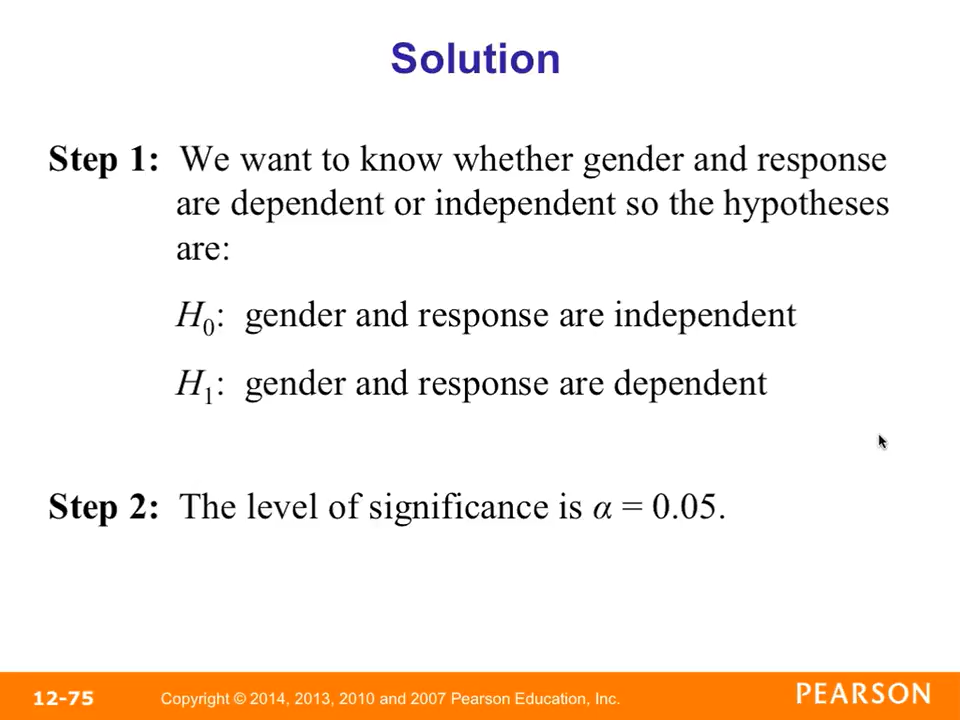 Solution
Step 1: We want to know whether gender and response
are dependent or independent so the hypotheses
are:
H₀: gender and response are independent
H₁: gender and response are dependent
Step 2: The level of significance is α = 0.05.
12-75 Copyright © 2014, 2013, 2010 and 2007 Pearson Education, Inc. PEARSON